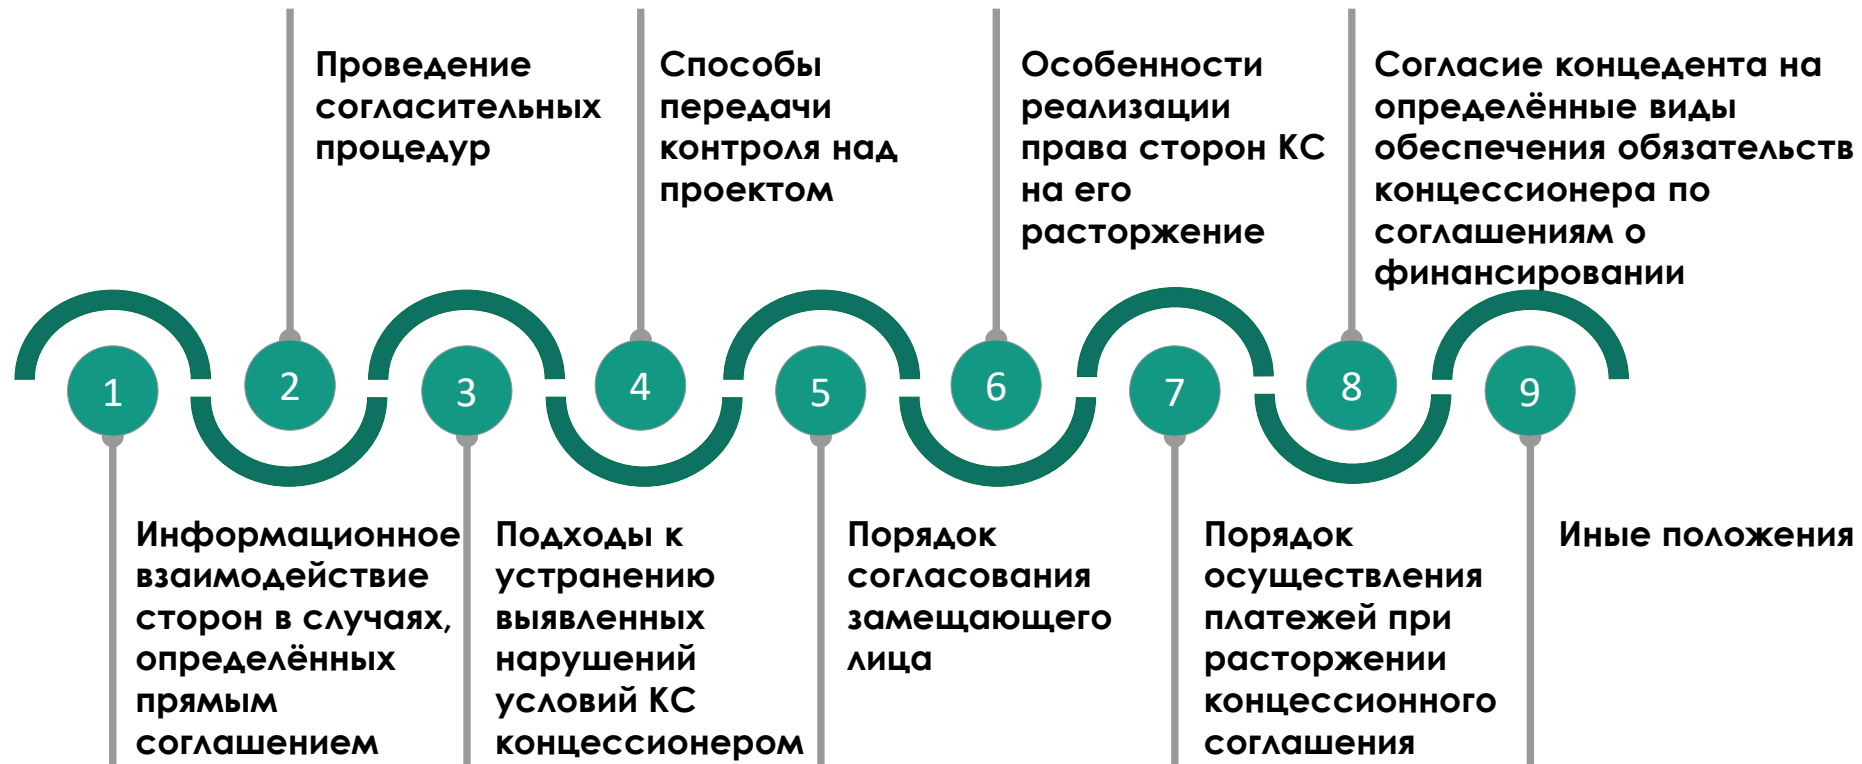 Проведение
согласительных
процедур
Способы
передачи
контроля над
проектом
Особенности
реализации
права сторон КС
на его
расторжение
Согласие концедента на
определённые виды
обеспечения обязательств
концессионера по
соглашениям о
финансировании
1
2
3
4
5
6
7
8
9
Информационное
взаимодействие
сторон в случаях,
определённых
прямым
соглашением
Подходы к
устранению
выявленных
нарушений
условий КС
концессионером
Порядок
согласования
замещающего
лица
Порядок
осуществления
платежей при
расторжении
концессионного
соглашения
Иные положения